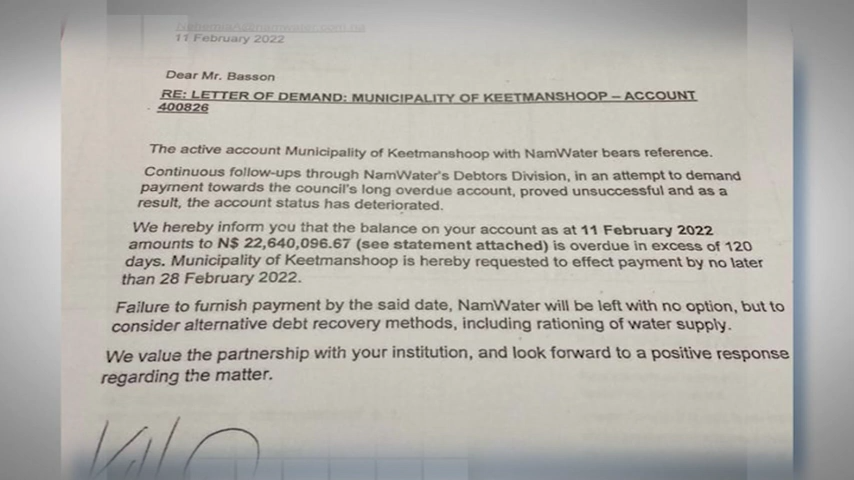 11 February 2022
Dear Mr. Basson
RE: LETTER OF DEMAND: MUNICIPALITY OF KEETMANSHOOP – ACCOUNT
400826
The active account Municipality of Keetmanshoop with NamWater bears reference.
Continuous follow-ups through NamWater's Debtors Division, in an attempt to demand
payment towards the council's long overdue account, proved unsuccessful and as a
result, the account status has deteriorated.
We hereby inform you that the balance on your account as at 11 February 2022
amounts to N$ 22,640,096.67 (see statement attached) is overdue in excess of 120
days. Municipality of Keetmanshoop is hereby requested to effect payment by no later
than 28 February 2022.
Failure to furnish payment by the said date, NamWater will be left with no option, but to
consider alternative debt recovery methods, including rationing of water supply.
We value the partnership with your institution, and look forward to a positive response
regarding the matter.